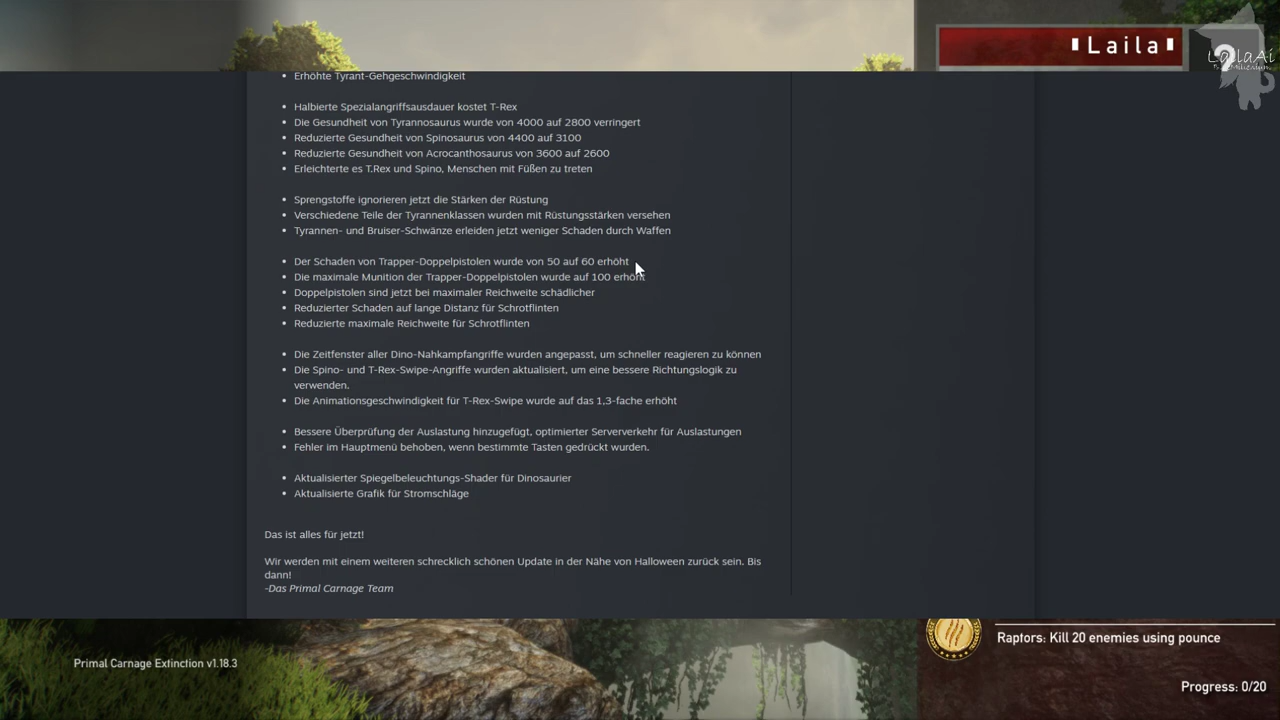 Laila
LailaAi
Erhöhte Tyrant-Gehgeschwindigkeit
Halbierte Spezialangriffsausdauer kostet T-Rex
Die Gesundheit von Tyrannosaurus wurde von 4000 auf 2800 verringert
Reduzierte Gesundheit von Spinosaurus von 4400 auf 3100
Reduzierte Gesundheit von Acrocanthosaurus von 3600 auf 2600
Erleichterte es T.Rex und Spino, Menschen mit Füßen zu treten
Sprengstoffe ignorieren jetzt die Stärken der Rüstung
Verschiedene Teile der Tyrannenklassen wurden mit Rüstungsstärken versehen
Tyrannen- und Bruiser-Schwänze erleiden jetzt weniger Schaden durch Waffen
Der Schaden von Trapper-Doppelpistolen wurde von 50 auf 60 erhöht
Die maximale Munition der Trapper-Doppelpistolen wurde auf 100 erhöht
Doppelpistolen sind jetzt bei maximaler Reichweite schädlicher
Reduzierter Schaden auf lange Distanz für Schrotflinten
Reduzierte maximale Reichweite für Schrotflinten
Die Zeitfenster aller Dino-Nahkampfangriffe wurden angepasst, um schneller reagieren zu können
Die Spino- und T-Rex-Swipe-Angriffe wurden aktualisiert, um eine bessere Richtungslogik zu
verwenden.
Die Animationsgeschwindigkeit für T-Rex-Swipe wurde auf das 1,3-fache erhöht
Bessere Überprüfung der Auslastung hinzugefügt, optimierter Serververkehr für Auslastungen
Fehler im Hauptmenü behoben, wenn bestimmte Tasten gedrückt wurden.
Aktualisierter Spiegelbeleuchtungs-Shader für Dinosaurier
Aktualisierte Grafik für Stromschläge
Das ist alles für jetzt!
Wir werden mit einem weiteren schrecklich schönen Update in der Nähe von Halloween zurück sein. Bis
dann!
-Das Primal Carnage Team
Raptors: Kill 20 enemies using pounce
Primal Carnage Extinction v1.18.3
Progress: 0/20